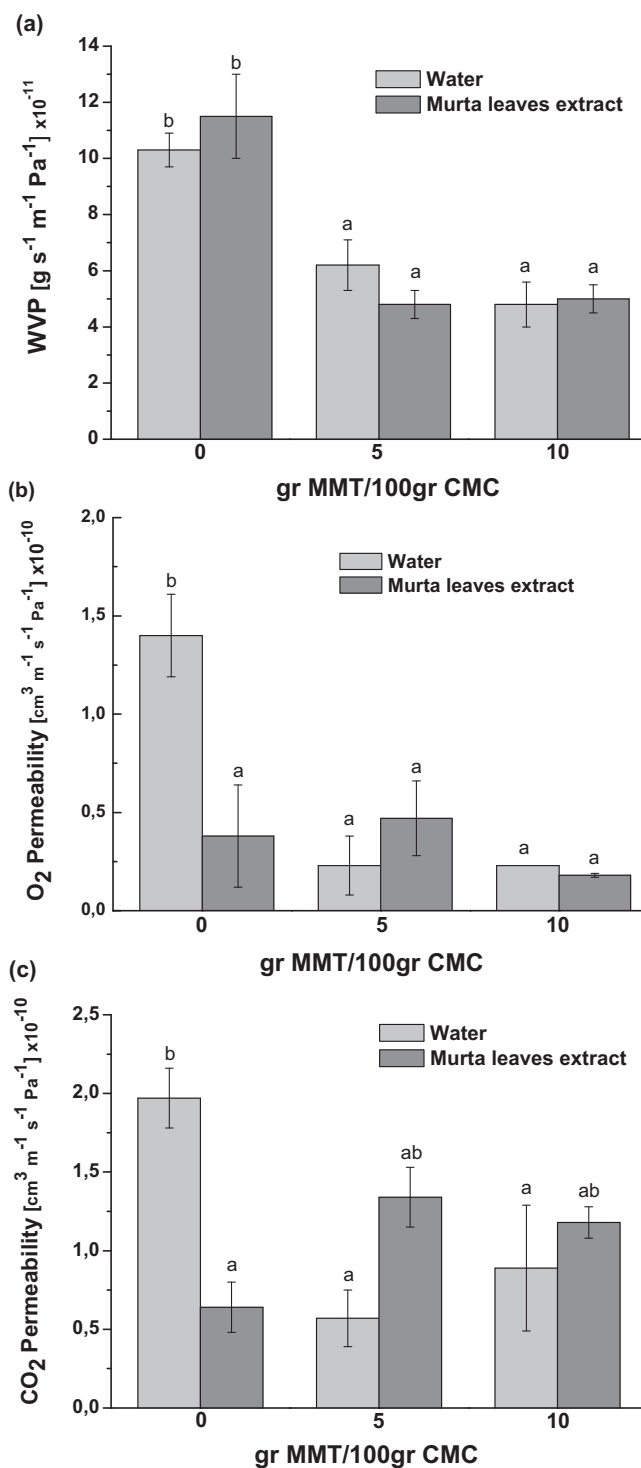 (a)
14
12
10
8
6
4
2
0
WVP [g s⁻¹ m⁻¹ Pa⁻¹] x10⁻¹¹
Water
Murta leaves extract
b
b
a
a
a
a
0
5
10
gr MMT/100gr CMC
(b)
2,0
1,5
1,0
0,5
0,0
O₂ Permeability [cm³ m⁻¹ s⁻¹ Pa⁻¹] x10⁻¹⁰
Water
Murta leaves extract
b
a
a
a
a
a
0
5
10
gr MMT/100gr CMC
(c)
2,5
2,0
1,5
1,0
0,5
0,0
CO₂ Permeability [cm³ m⁻¹ s⁻¹ Pa⁻¹] x10⁻¹⁰
Water
Murta leaves extract
b
a
a
ab
a
ab
0
5
10
gr MMT/100gr CMC